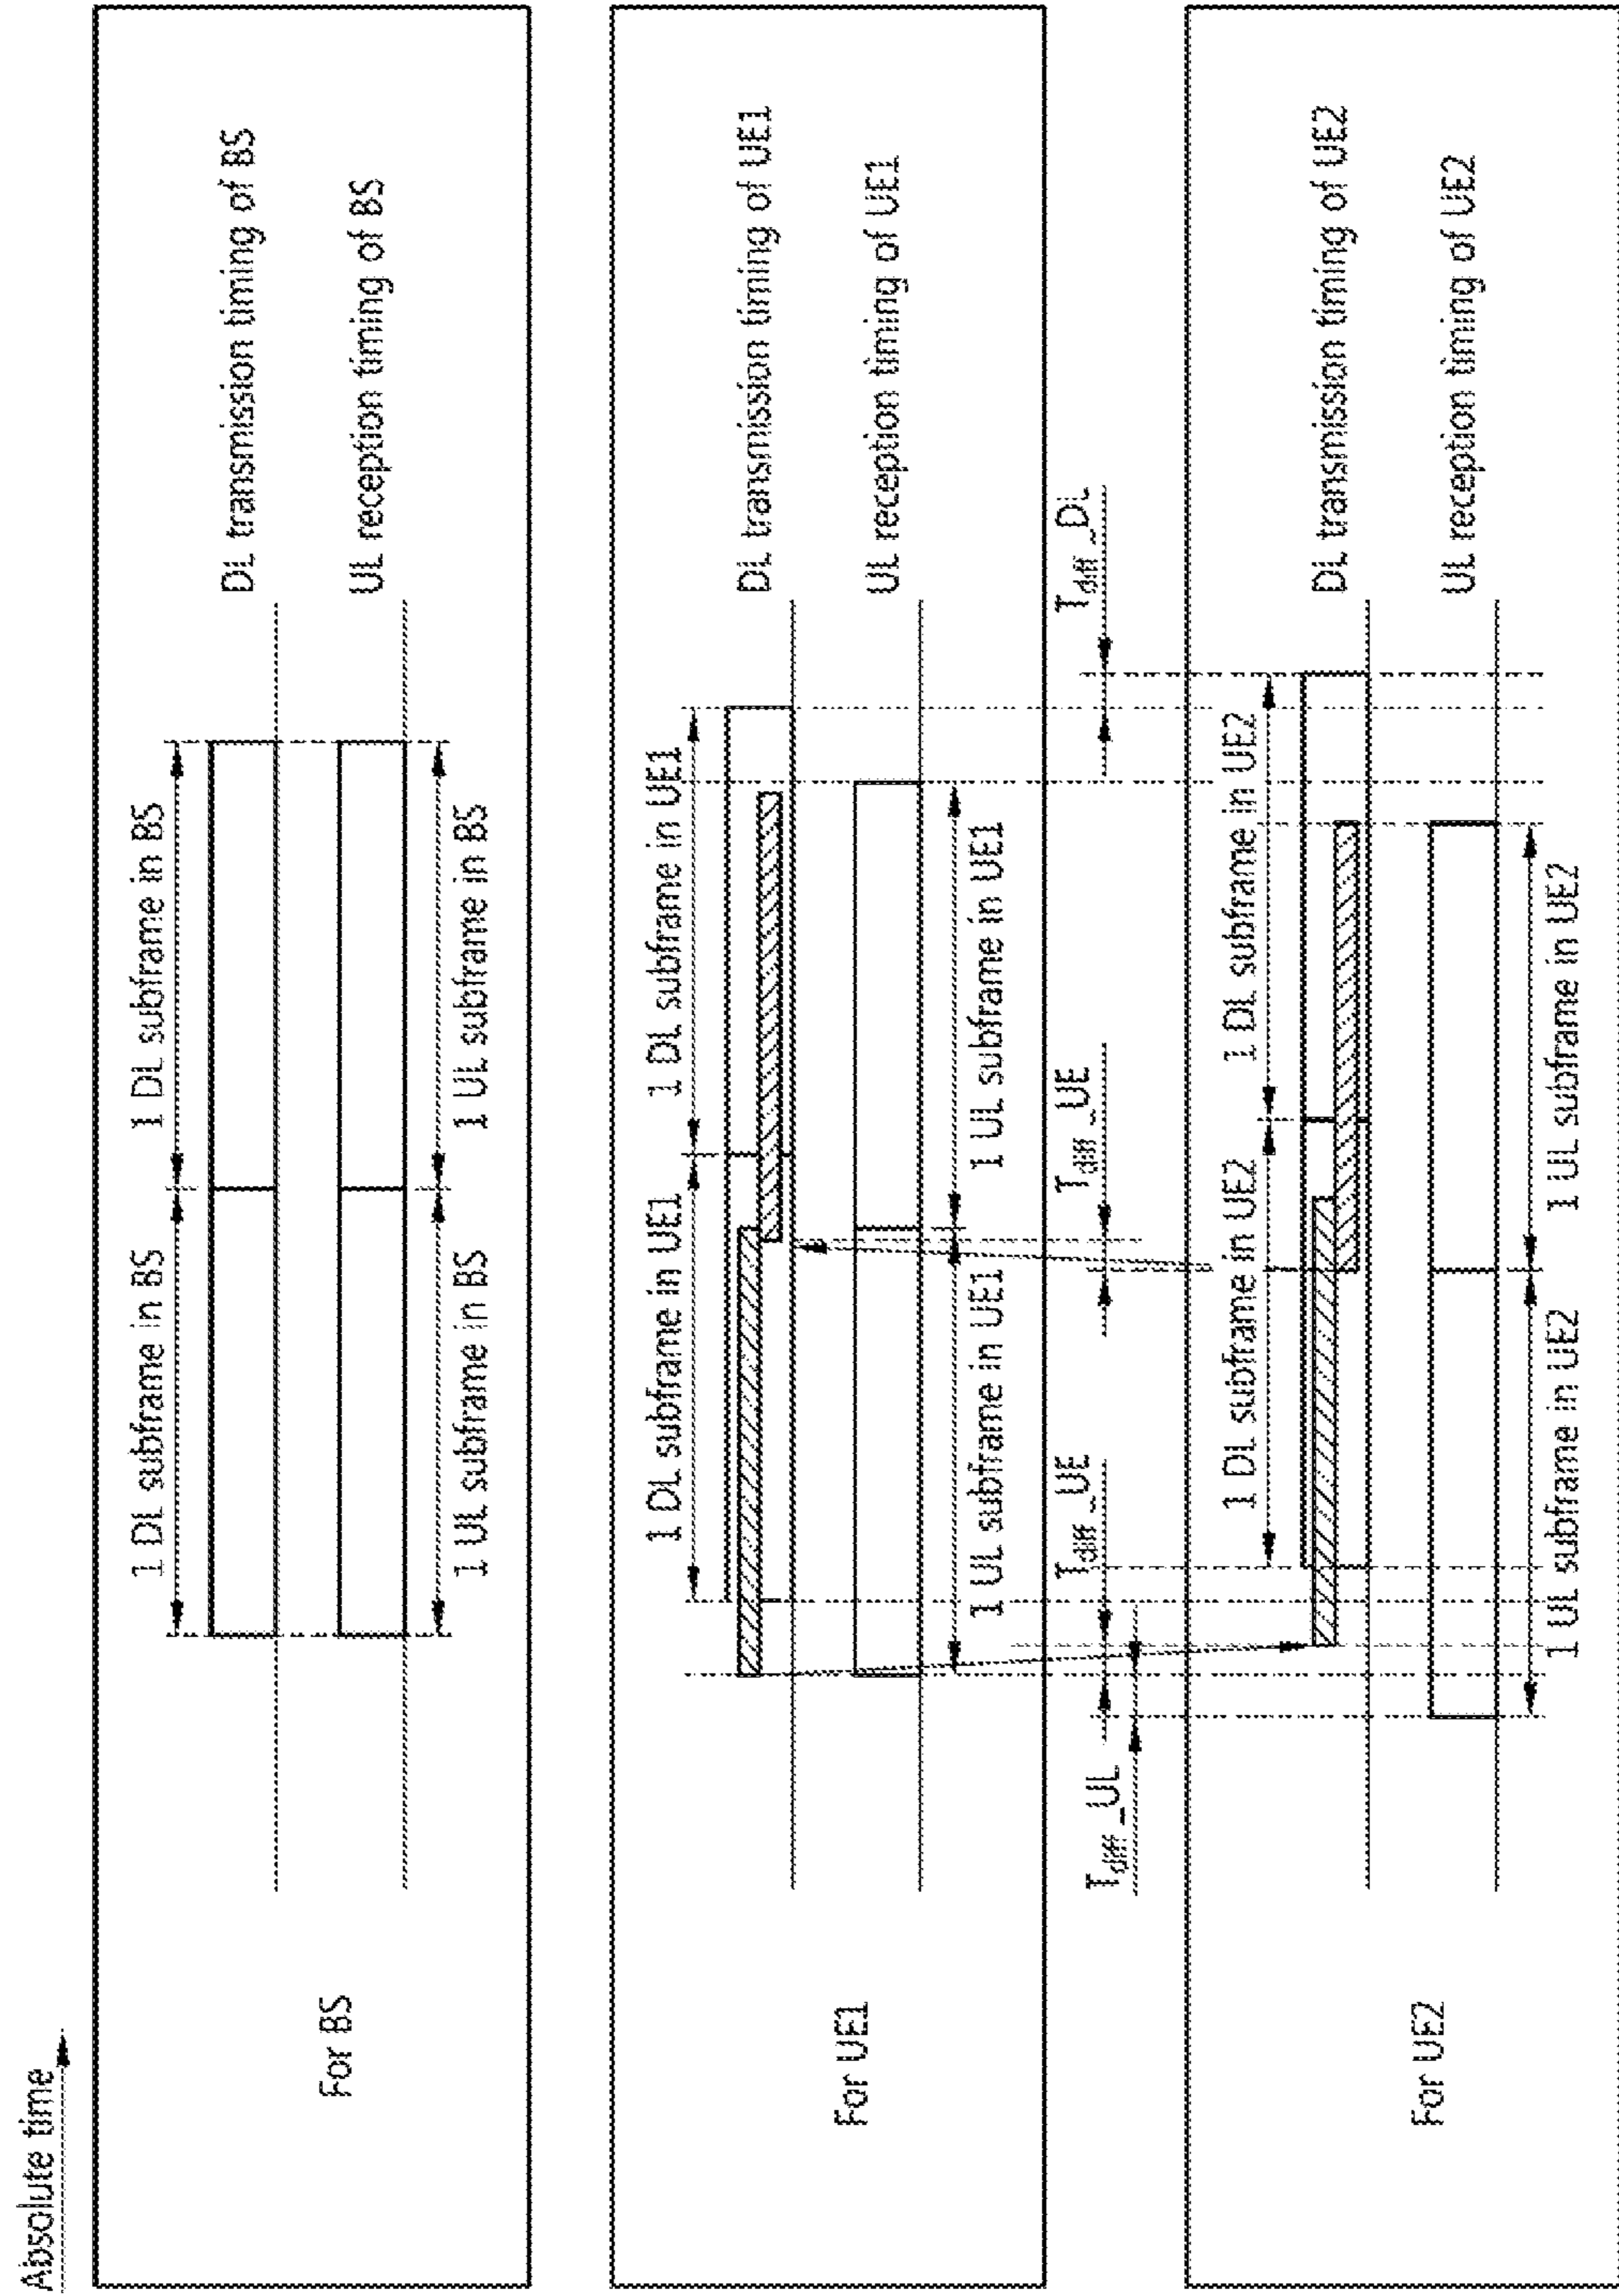 Absolute time
For BS
1 DL subframe in BS
1 DL subframe in BS
DL transmission timing of BS
UL reception timing of BS
1 UL subframe in BS
1 UL subframe in BS
For UE1
1 DL subframe in UE1
1 DL subframe in UE1
DL transmission timing of UE1
UL reception timing of UE1
1 UL subframe in UE1
1 UL subframe in UE1
Tdiff_UL
Tdiff_UE
Tdiff_UE
Tdiff_DL
For UE2
1 DL subframe in UE2
1 DL subframe in UE2
DL transmission timing of UE2
UL reception timing of UE2
1 UL subframe in UE2
1 UL subframe in UE2